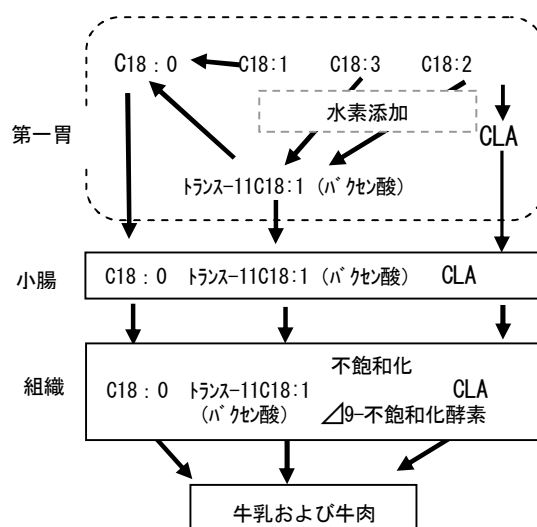 C18：0 C18:1 C18:3 C18:2
水素添加
第一胃
CLA
トランス-11C18:1 (バクセン酸)
小腸
C18：0 トランス-11C18:1 (バクセン酸) CLA
不飽和化
組織
C18：0 トランス-11C18:1 CLA
(バクセン酸) ⊿9-不飽和化酵素
牛乳および牛肉